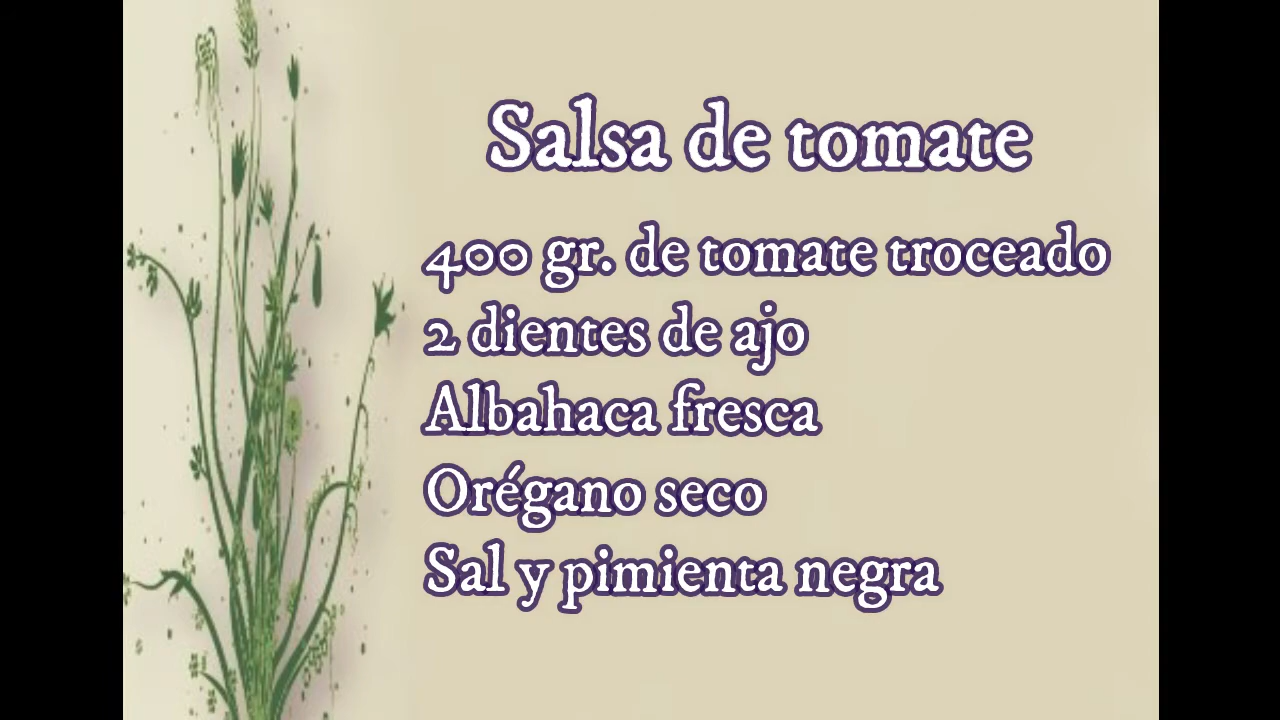 Salsa de tomate
400 gr. de tomate troceado
2 dientes de ajo
Albahaca fresca
Orégano seco
Sal y pimienta negra